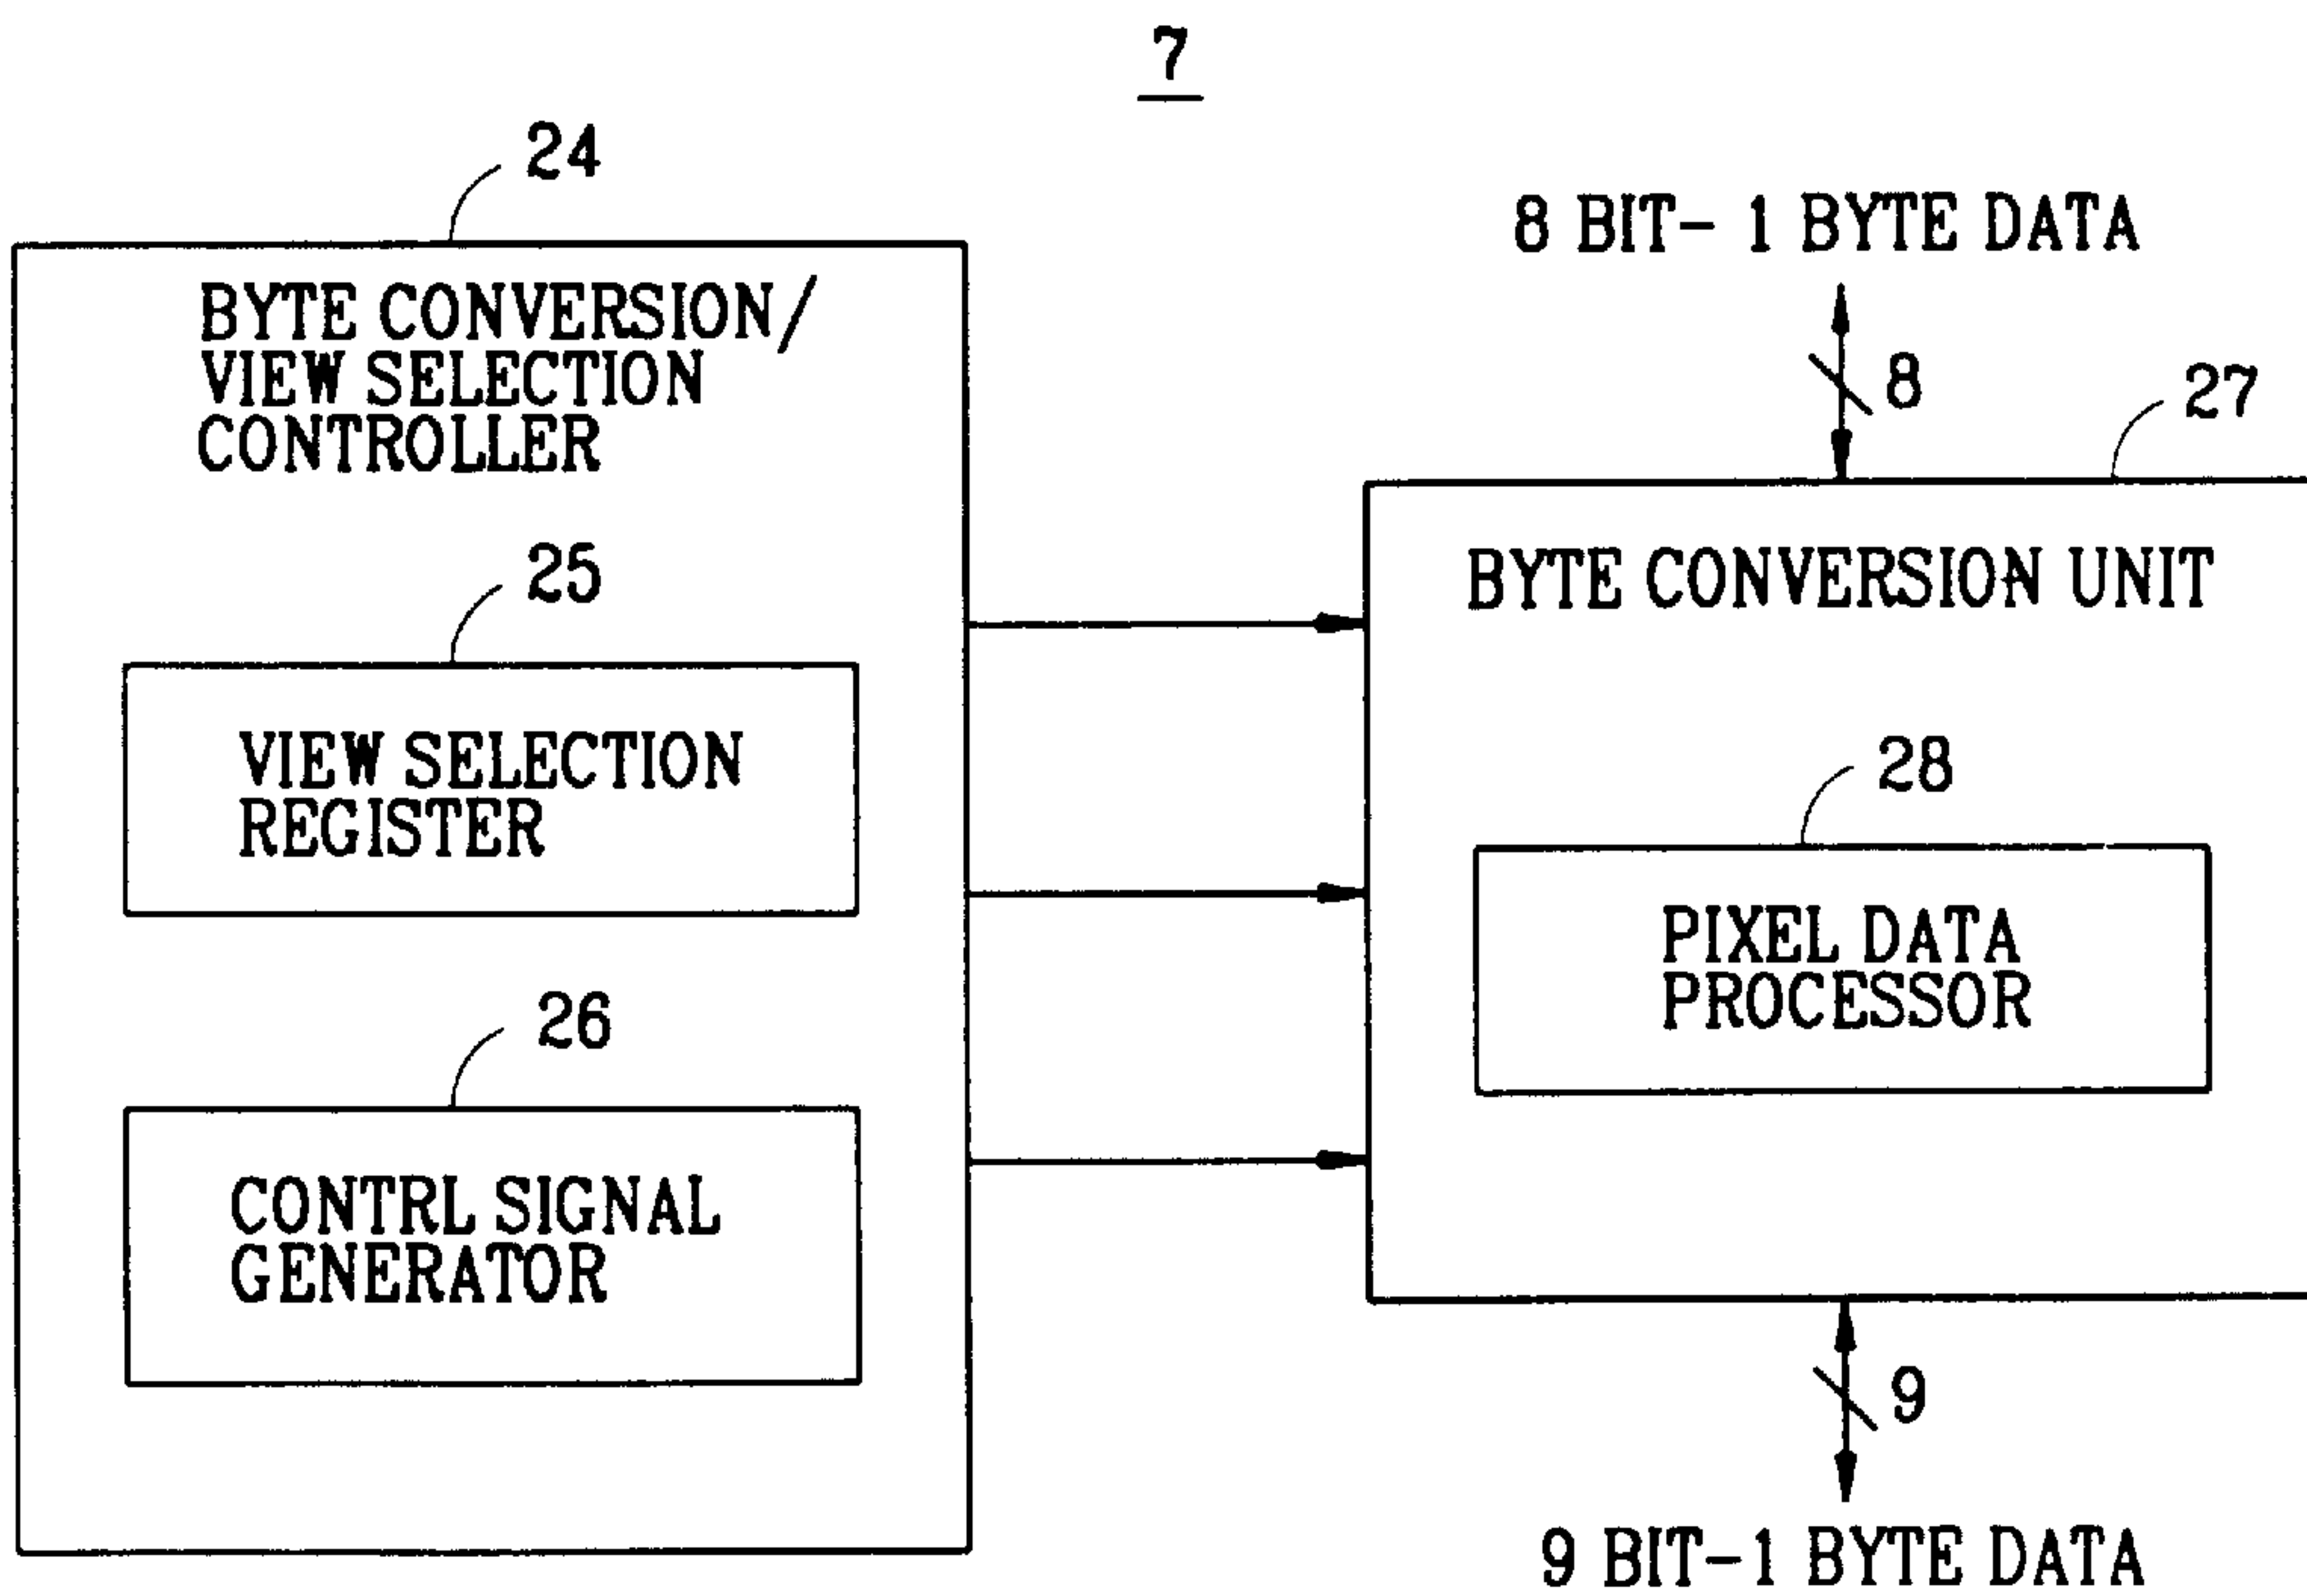 7
24
BYTE CONVERSION/
VIEW SELECTION
CONTROLLER
25
VIEW SELECTION
REGISTER
26
CONTRL SIGNAL
GENERATOR
8 BIT- 1 BYTE DATA
8
27
BYTE CONVERSION UNIT
28
PIXEL DATA
PROCESSOR
9
9 BIT-1 BYTE DATA